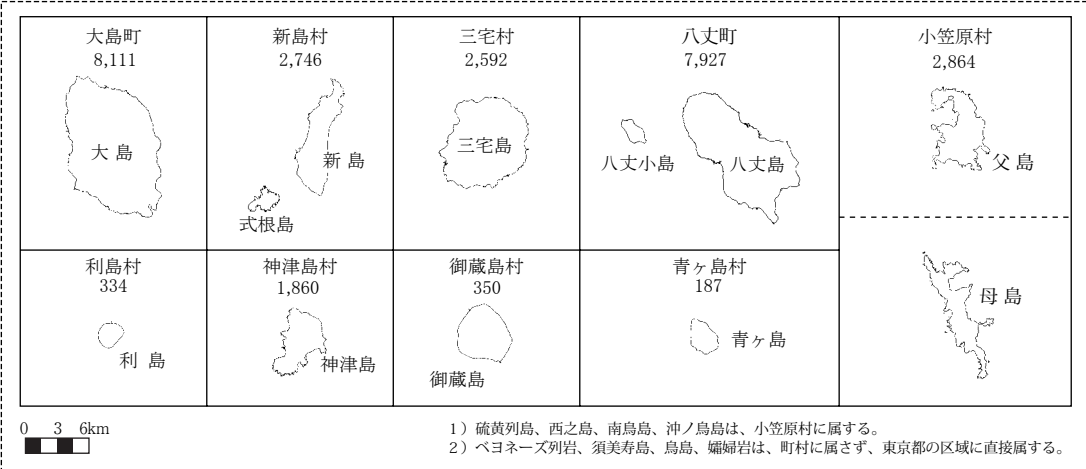 大島町
8,111
大 島
新島村
2,746
新 島
式根島
三宅村
2,592
三宅島
八丈町
7,927
八丈小島
八丈島
小笠原村
2,864
父 島
母 島
利島村
334
利 島
神津島村
1,860
神津島
御蔵島村
350
御蔵島
青ヶ島村
187
青ヶ島
0 3 6km
1）硫黄列島、西之島、南鳥島、沖ノ鳥島は、小笠原村に属する。
2）ベヨネーズ列岩、須美寿島、鳥島、孀婦岩は、町村に属さず、東京都の区域に直接属する。